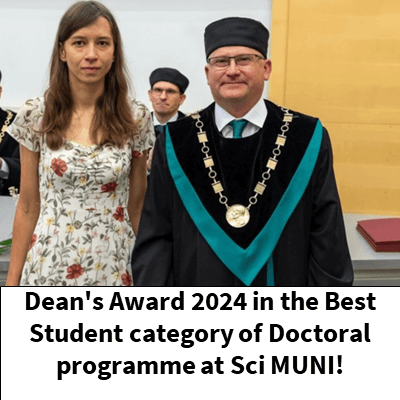 Dean's Award 2024 in the Best
Student category of Doctoral
programme at Sci MUNI!